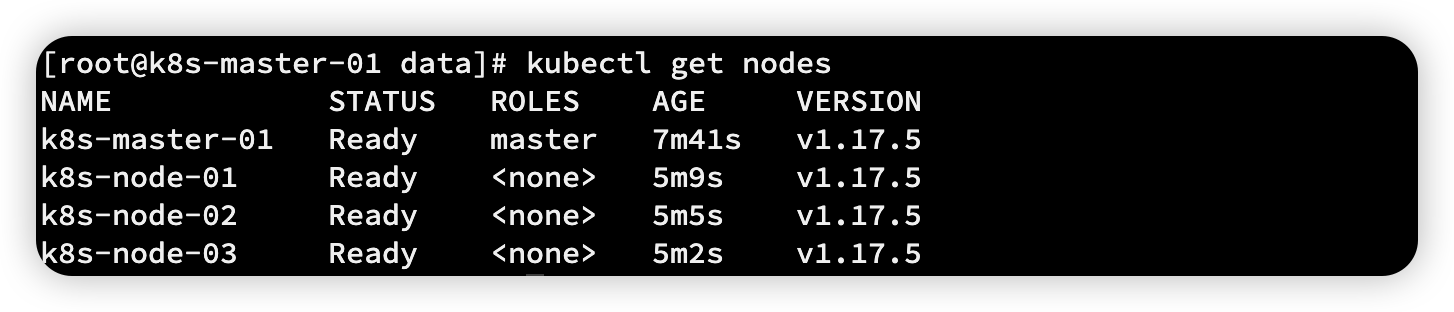 [root@k8s-master-01 data]# kubectl get nodes
NAME            STATUS   ROLES    AGE     VERSION
k8s-master-01   Ready    master   7m41s   v1.17.5
k8s-node-01     Ready    <none>   5m9s    v1.17.5
k8s-node-02     Ready    <none>   5m5s    v1.17.5
k8s-node-03     Ready    <none>   5m2s    v1.17.5